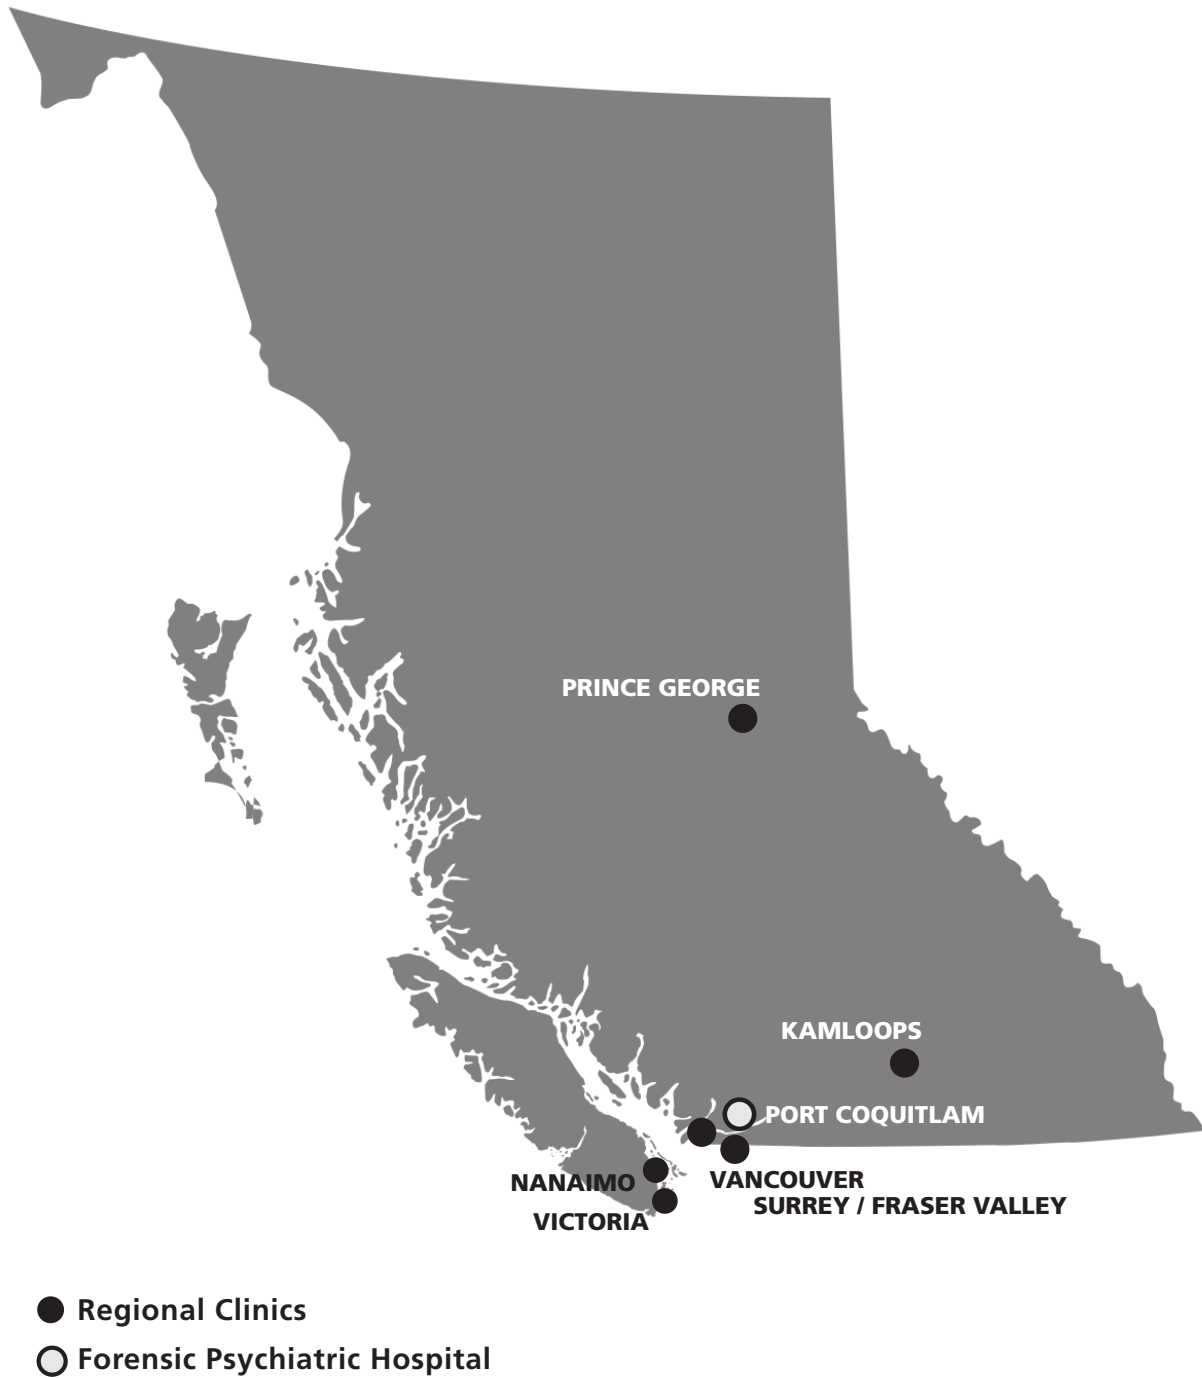 PRINCE GEORGE
KAMLOOPS
PORT COQUITLAM
NANAIMO
VANCOUVER
SURREY / FRASER VALLEY
VICTORIA
Regional Clinics
Forensic Psychiatric Hospital